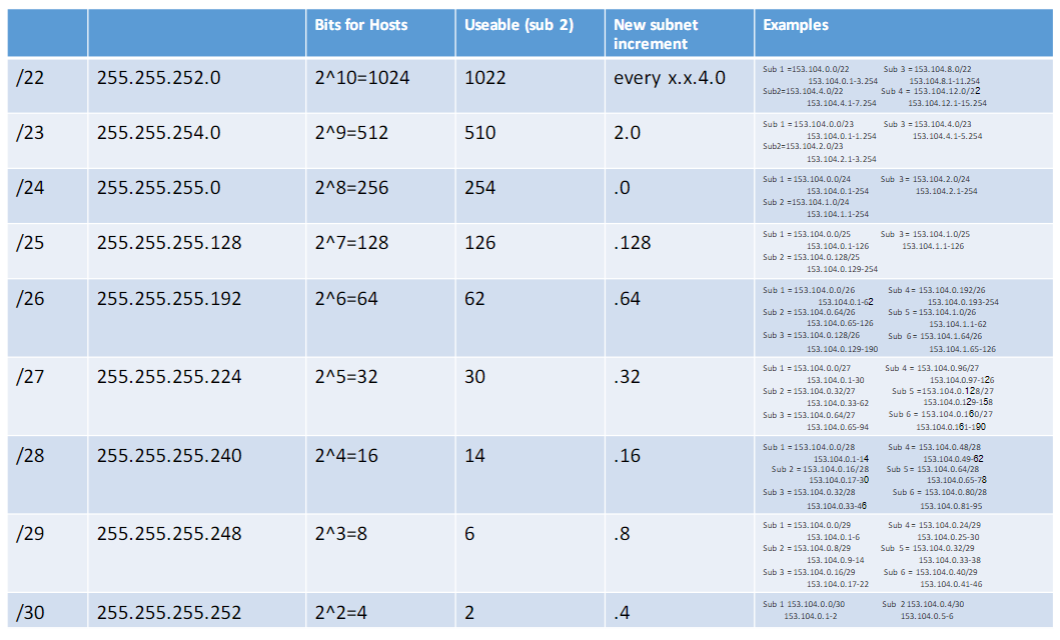 Bits for Hosts Useable (sub 2) New subnet increment Examples
/22 255.255.252.0 2^10=1024 1022 every x.x.4.0
Sub 1 =153.104.0.0/22 Sub 3 =153.104.8.0/22
153.104.0.1-3.254 153.104.8.1-11.254
Sub2=153.104.4.0/22 Sub 4 = 153.104.12.0/22
153.104.4.1-7.254 153.104.12.1-15.254
/23 255.255.254.0 2^9=512 510 2.0
Sub 1 =153.104.0.0/23 Sub 3 =153.104.4.0/23
153.104.0.1-1.254 153.104.4.1-5.254
Sub2=153.104.2.0/23
153.104.2.1-3.254
/24 255.255.255.0 2^8=256 254 .0
Sub 1 =153.104.0.0/24 Sub 3=153.104.2.0/24
153.104.0.1-254 153.104.2.1-254
Sub 2 =153.104.1.0/24
153.104.1.1-254
/25 255.255.255.128 2^7=128 126 .128
Sub 1 =153.104.0.0/25 Sub 3=153.104.1.0/25
153.104.0.1-126 153.104.1.1-126
Sub 2 =153.104.0.128/25
153.104.0.129-254
/26 255.255.255.192 2^6=64 62 .64
Sub 1 =153.104.0.0/26 Sub 4= 153.104.0.192/26
153.104.0.1-62 153.104.0.193-254
Sub 2 =153.104.0.64/26 Sub 5 =153.104.1.0/26
153.104.0.65-126 153.104.1.1-62
Sub 3 =153.104.0.128/26 Sub 6=153.104.1.64/26
153.104.0.129-190 153.104.1.65-126
/27 255.255.255.224 2^5=32 30 .32
Sub 1 =153.104.0.0/27 Sub 4 = 153.104.0.96/27
153.104.0.1-30 153.104.0.97-126
Sub 2 =153.104.0.32/27 Sub 5 =153.104.0.128/27
153.104.0.33-62 153.104.0.129-158
Sub 3 =153.104.0.64/27 Sub 6 =153.104.0.160/27
153.104.0.65-94 153.104.0.161-190
/28 255.255.255.240 2^4=16 14 .16
Sub 1 =153.104.0.0/28 Sub 4= 153.104.0.48/28
153.104.0.1-14 153.104.0.49-62
Sub 2 =153.104.0.16/28 Sub 5= 153.104.0.64/28
153.104.0.17-30 153.104.0.65-78
Sub 3 =153.104.0.32/28 Sub 6 = 153.104.0.80/28
153.104.0.33-46 153.104.0.81-95
/29 255.255.255.248 2^3=8 6 .8
Sub 1 =153.104.0.0/29 Sub 4= 153.104.0.24/29
153.104.0.1-6 153.104.0.25-30
Sub 2 =153.104.0.8/29 Sub 5= 153.104.0.32/29
153.104.0.9-14 153.104.0.33-38
Sub 3 =153.104.0.16/29 Sub 6 = 153.104.0.40/29
153.104.0.17-22 153.104.0.41-46
/30 255.255.255.252 2^2=4 2 .4
Sub 1 153.104.0.0/30 Sub 2 153.104.0.4/30
153.104.0.1-2 153.104.0.5-6